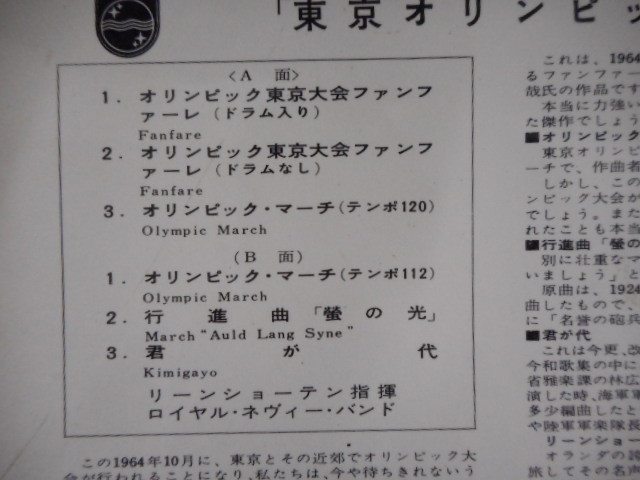 「東京オリンピッ
〈A 面〉
1. オリンピック東京大会ファンファーレ(ドラム入り)
Fanfare
2. オリンピック東京大会ファンファーレ(ドラムなし)
Fanfare
3. オリンピック・マーチ(テンポ120)
Olympic March
(B 面)
1. オリンピック・マーチ(テンポ112)
Olympic March
2. 行進曲「螢の光」
March "Auld Lang Syne"
3. 君が代
Kimigayo
リーンショーテン指揮
ロイヤル・ネヴィー・バンド
この1964年10月に、東京とその近郊でオリンピック大
会が行われることになり、私たちは、今や待ちきれないう
これは、1964
るファンファー
哉氏の作品です
本当に力強い
た傑作でしょう
■オリンピック
東京オリンピ
ーチで、作曲者
しかし、この
ンピック大会が
でしょう。また
れたことも本当
■行進曲「螢の
別に壮重なマ
いましょう」と
原曲は、1924
曲したもので、
に「名誉の砲兵
■君が代
これは今更、改
今和歌集の中に
省雅楽課の林広
演した時、海軍軍
多少編曲したと
や陸軍軍楽隊長
リーンショー
オランダの誇
旅してその名声